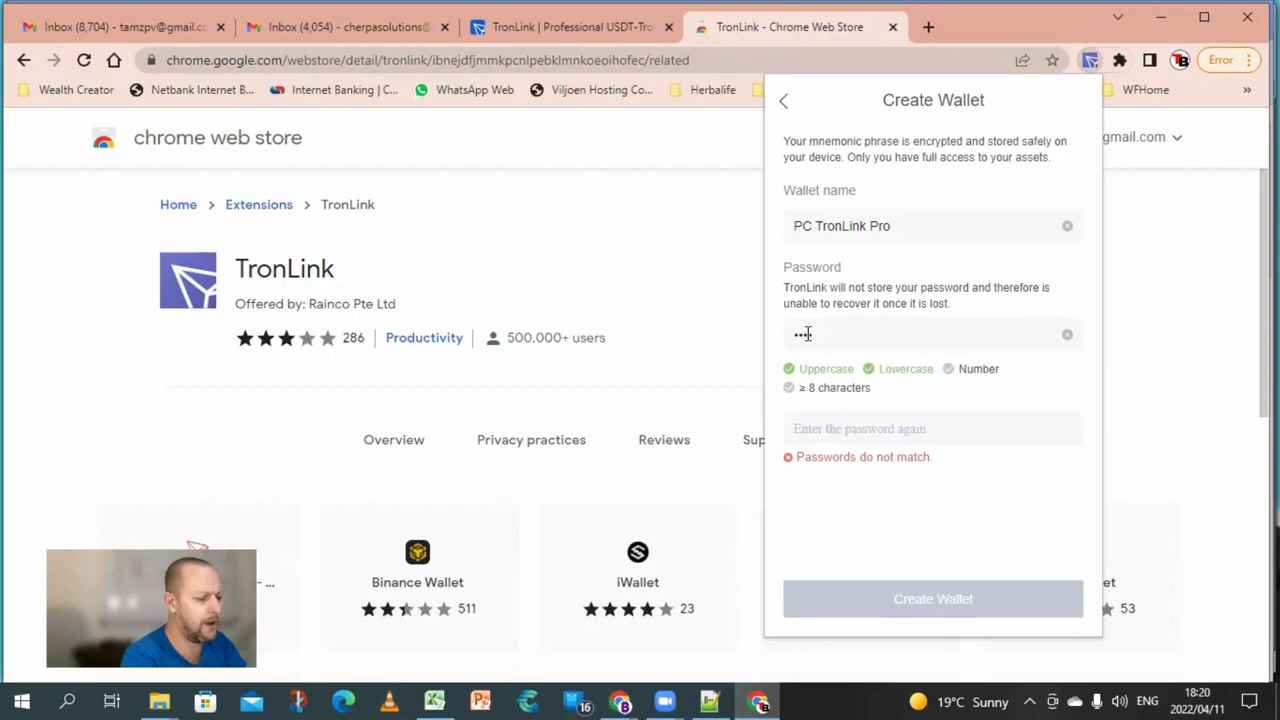 Inbox (8,704) - tamzpv@gmail.cc
Inbox (4,054) - cherpasolutions@
TronLink | Professional USDT-Tro
TronLink - Chrome Web Store
chrome.google.com/webstore/detail/tronlink/ibnejdfjmmkpcnlpebklmnkoeoihofec/related
Error
Wealth Creator
Netbank Internet B...
Internet Banking | C...
WhatsApp Web
Viljoen Hosting Co...
Herbalife
WFHome
»
chrome web store
gmail.com
Home > Extensions > TronLink
TronLink
Offered by: Rainco Pte Ltd
286
Productivity
500,000+ users
Overview
Privacy practices
Reviews
Sup
Binance Wallet
511
iWallet
23
- ...
et
53
Create Wallet
Your mnemonic phrase is encrypted and stored safely on
your device. Only you have full access to your assets.
Wallet name
PC TronLink Pro
Password
TronLink will not store your password and therefore is
unable to recover it once it is lost.
••••
Uppercase Lowercase Number
≥ 8 characters
Enter the password again
Passwords do not match.
Create Wallet
16
19°C Sunny
ENG
18:20
2022/04/11